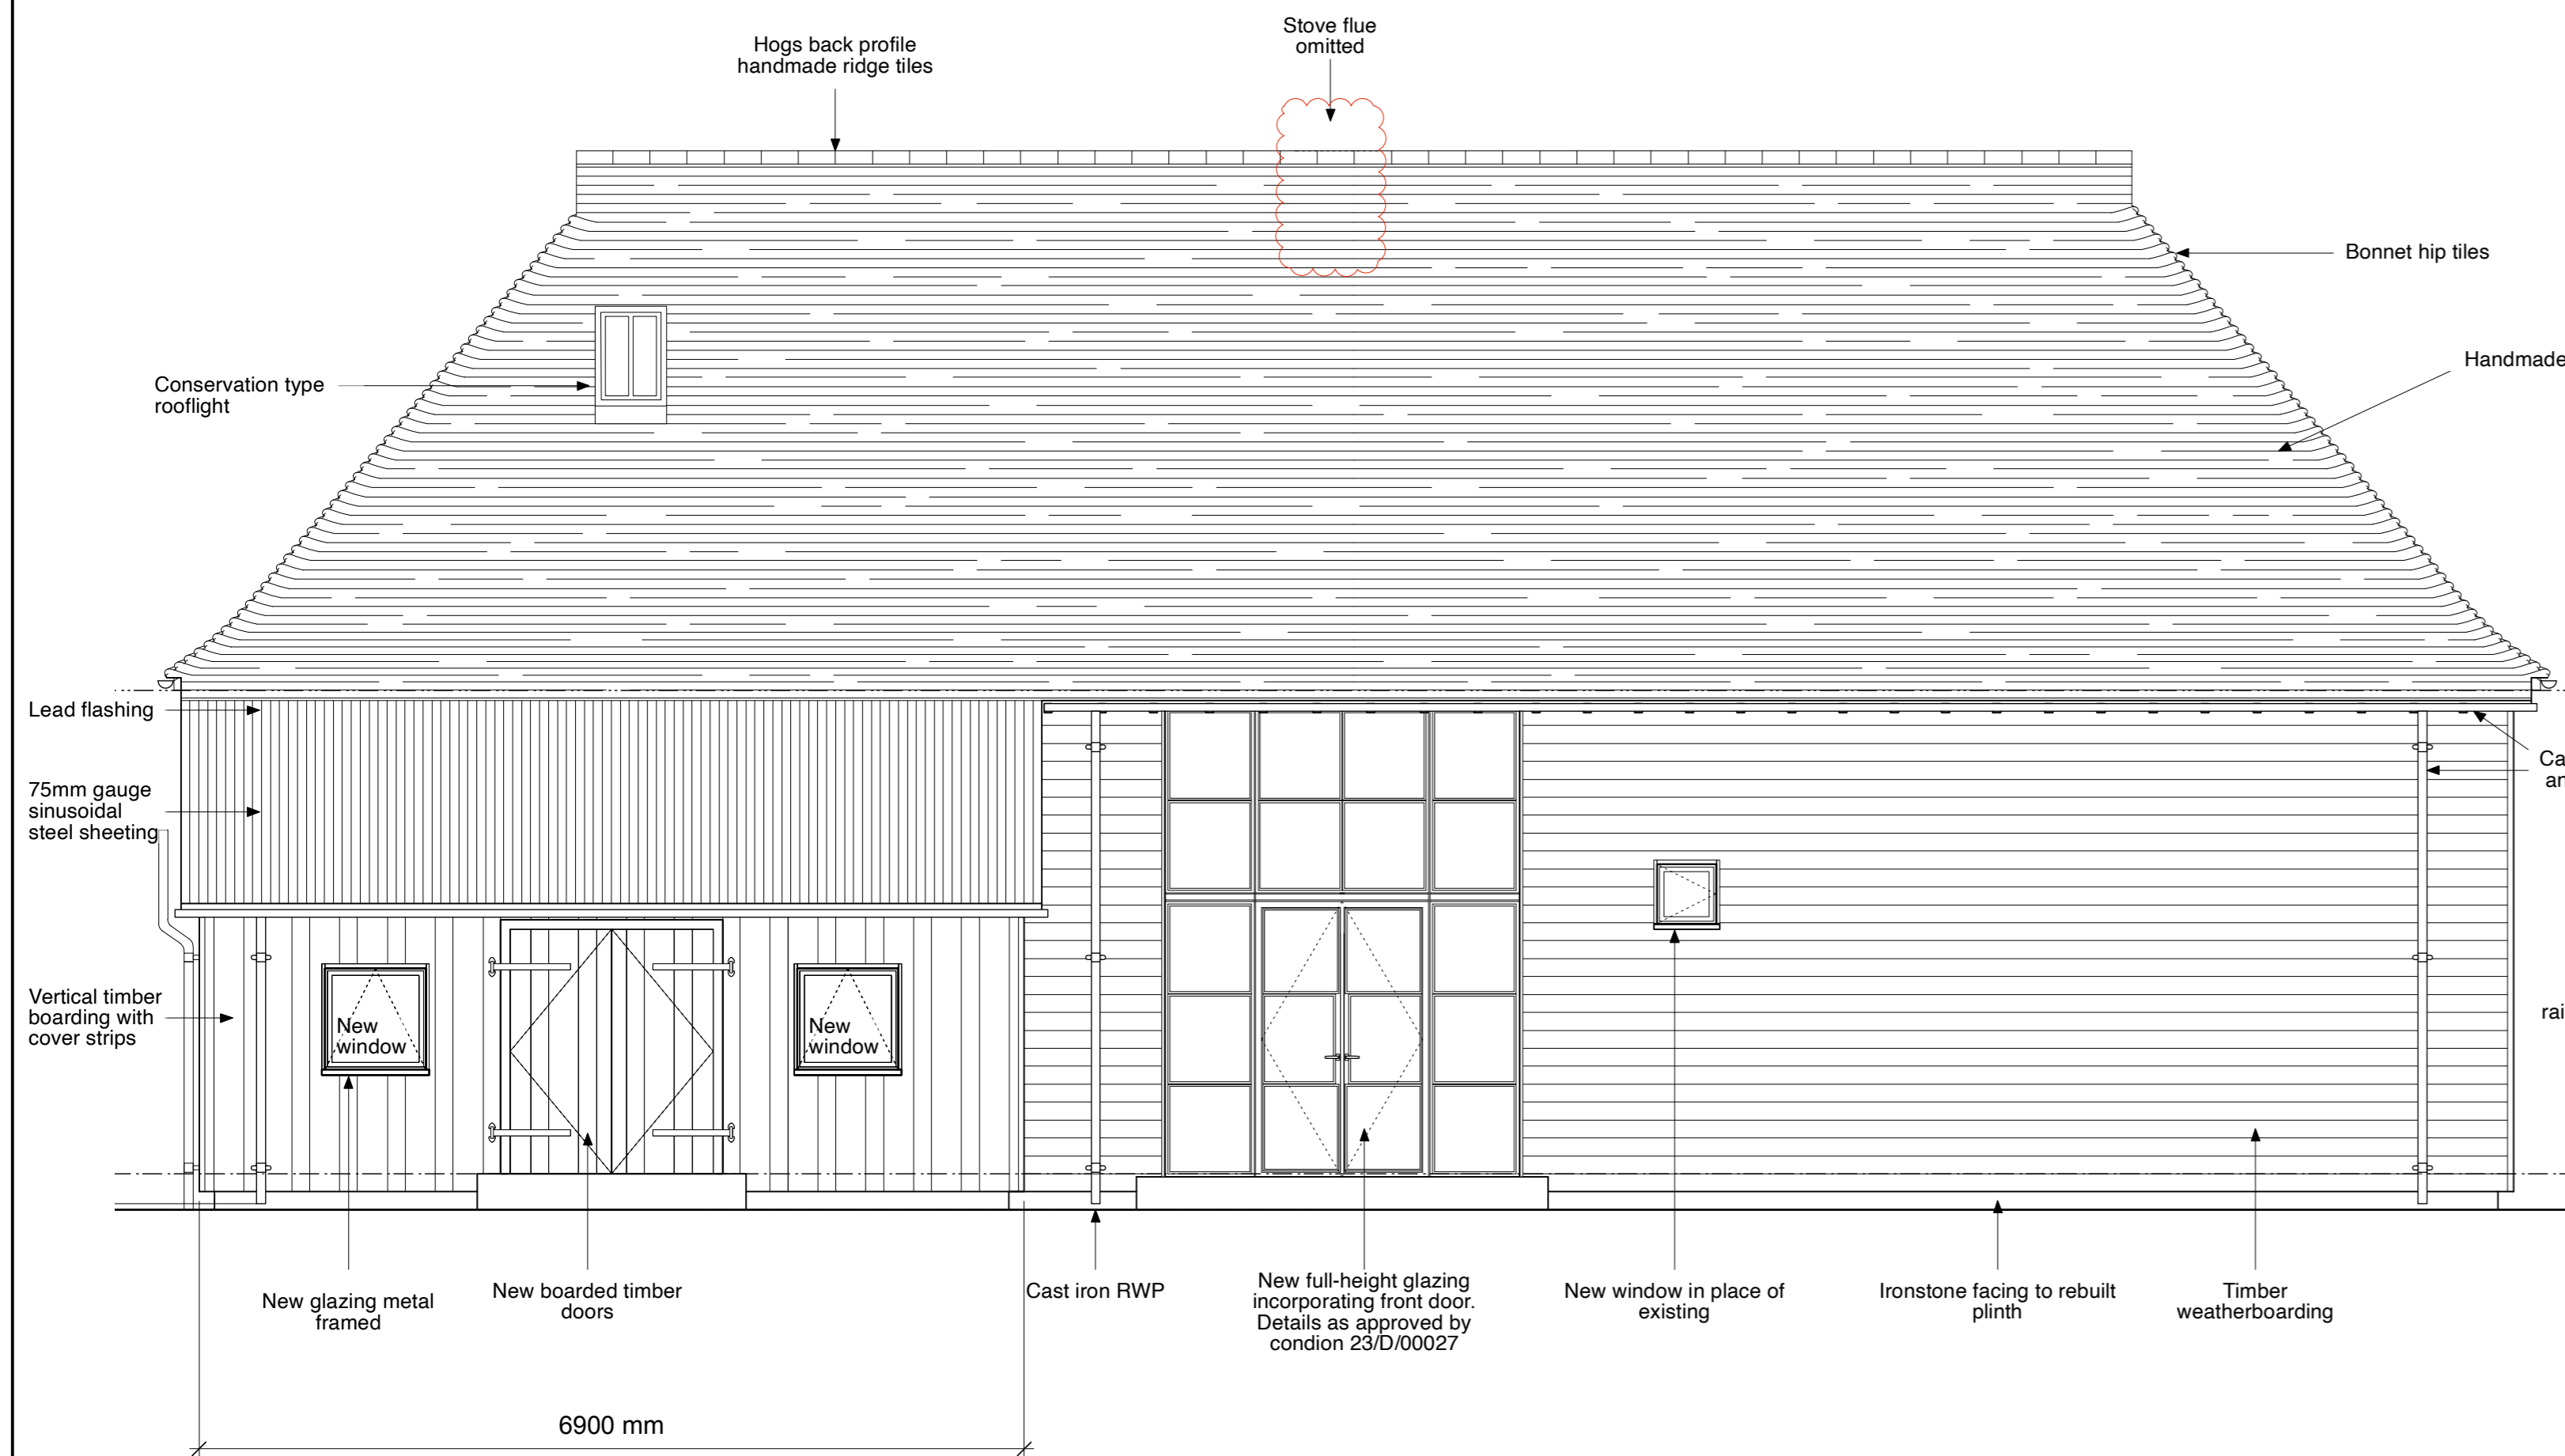 Stove flue
omitted
Hogs back profile
handmade ridge tiles
Bonnet hip tiles
Handmade
Conservation type
rooflight
Lead flashing
75mm gauge
sinusoidal
steel sheeting
Ca
an
Vertical timber
boarding with
cover strips
New
window
New
window
rai
New glazing metal
framed
New boarded timber
doors
Cast iron RWP
New full-height glazing
incorporating front door.
Details as approved by
condion 23/D/00027
New window in place of
existing
Ironstone facing to rebuilt
plinth
Timber
weatherboarding
6900 mm